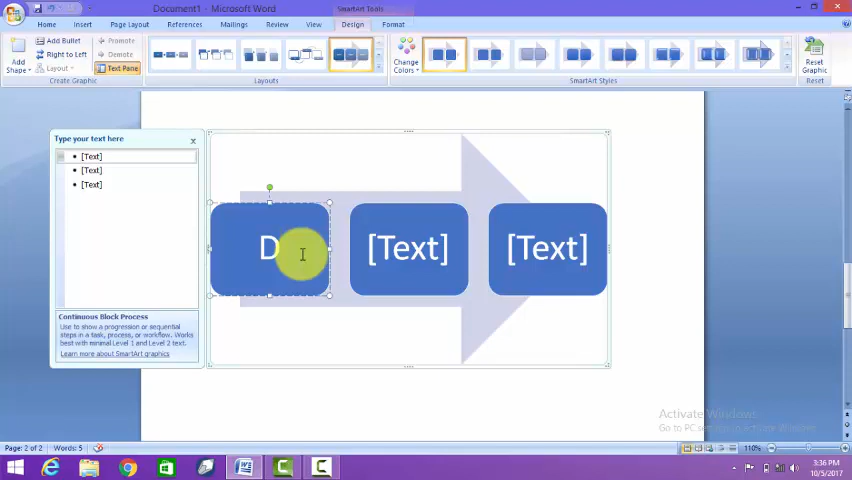 Document1 - Microsoft Word
SmartArt Tools
Home
Insert
Page Layout
References
Mailings
Review
View
Design
Format
Add Shape
Add Bullet
Right to Left
Layout
Promote
Demote
Text Pane
Create Graphic
Layouts
Change Colors
SmartArt Styles
Reset Graphic
Reset
Type your text here
[Text]
[Text]
[Text]
Continuous Block Process
Use to show a progression or sequential
steps in a task, process, or workflow. Works
best with minimal Level 1 and Level 2 text.
Learn more about SmartArt graphics
D
[Text]
[Text]
Activate Windows
Go to PC settings to activate Windows.
Page: 2 of 2
Words: 5
110%
3:36 PM
10/5/2017